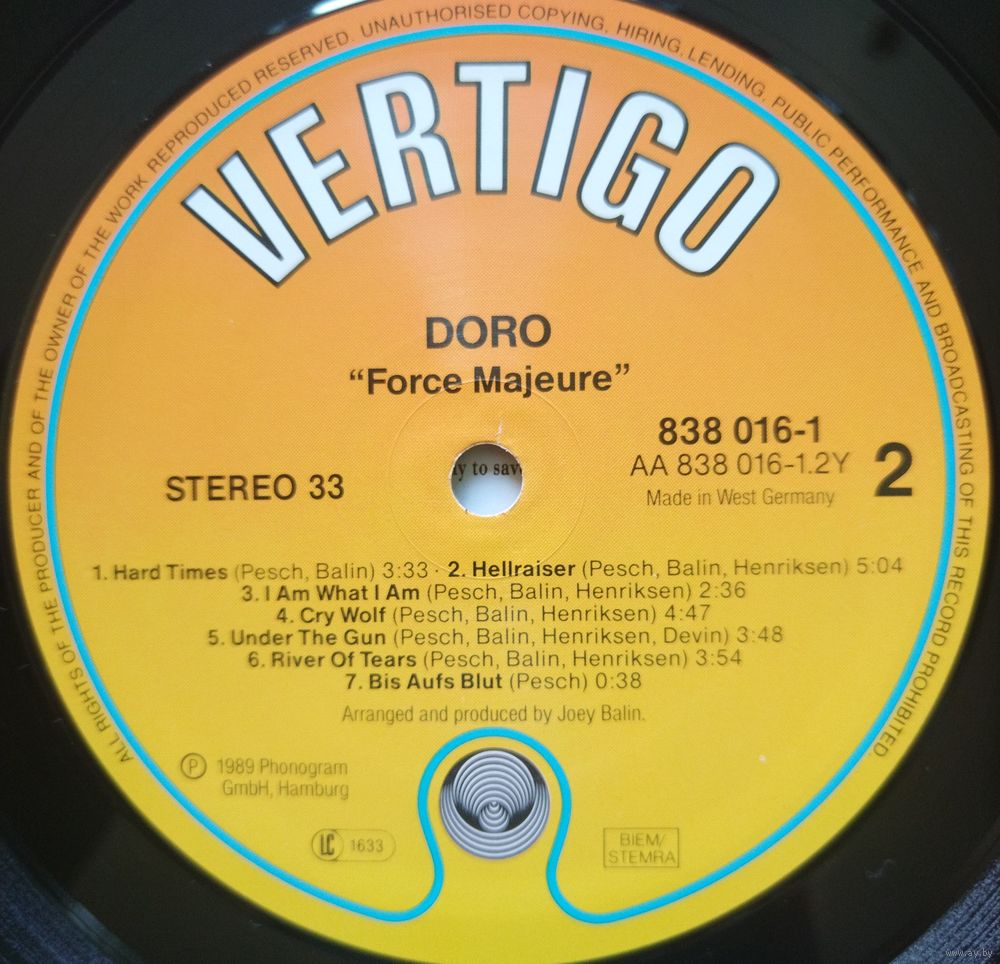 ALL RIGHTS OF THE PRODUCER AND OF THE OWNER OF THE WORK REPRODUCED RESERVED. UNAUTHORISED COPYING, HIRING, LENDING, PUBLIC PERFORMANCE AND BROADCASTING OF THIS RECORD PROHIBITED
VERTIGO
DORO
“Force Majeure”
838 016-1
AA 838 016-1.2Y
2
Made in West Germany
STEREO 33
to save
1. Hard Times (Pesch, Balin) 3:33 · 2. Hellraiser (Pesch, Balin, Henriksen) 5:04
3. I Am What I Am (Pesch, Balin, Henriksen) 2:36
4. Cry Wolf (Pesch, Balin, Henriksen) 4:47
5. Under The Gun (Pesch, Balin, Henriksen, Devin) 3:48
6. River Of Tears (Pesch, Balin, Henriksen) 3:54
7. Bis Aufs Blut (Pesch) 0:38
Arranged and produced by Joey Balin.
Ⓟ 1989 Phonogram
GmbH, Hamburg
LC 1633
BIEM/
STEMRA
www.ay.by